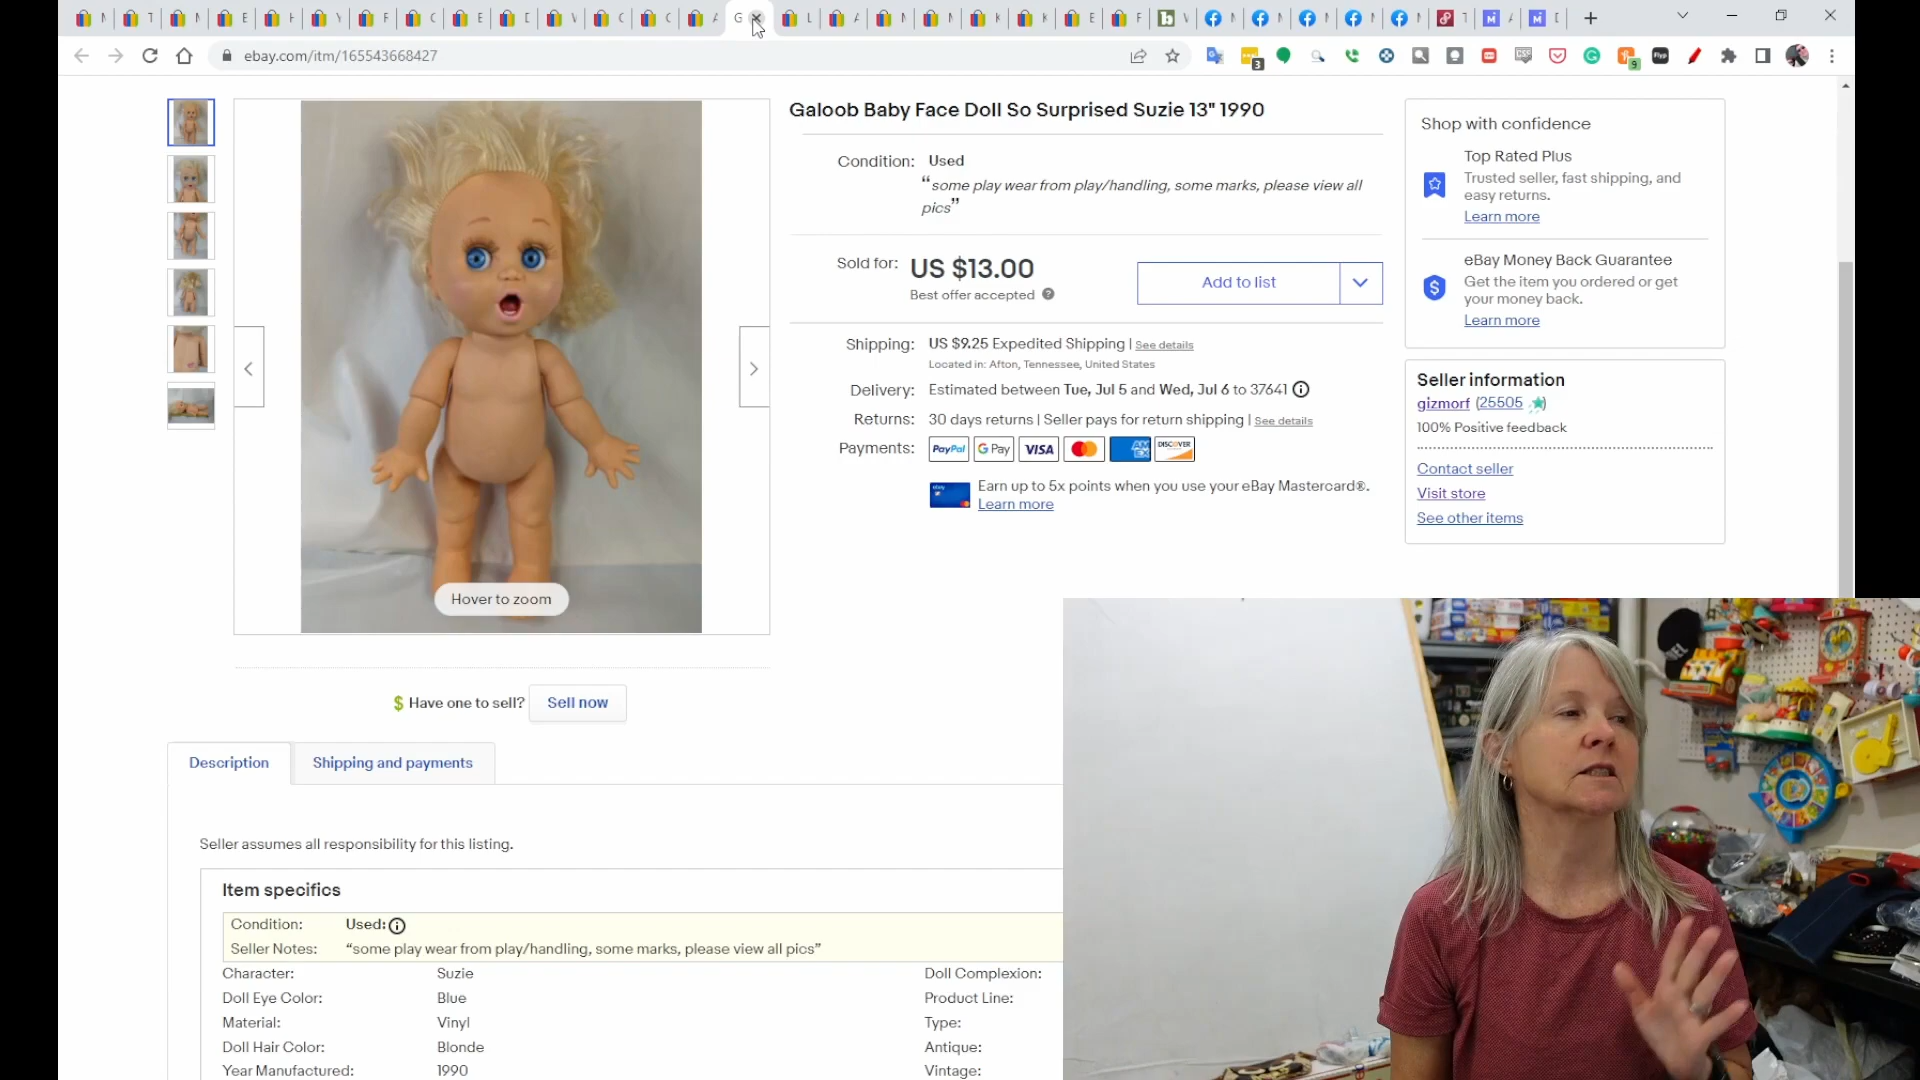 ebay.com/itm/165543668427
3
9
Flyp
Galoob Baby Face Doll So Surprised Suzie 13" 1990
Condition: Used
“some play wear from play/handling, some marks, please view all
pics”
Sold for: US $13.00
Best offer accepted
Add to list
Shipping: US $9.25 Expedited Shipping | See details
Located in: Afton, Tennessee, United States
Delivery: Estimated between Tue, Jul 5 and Wed, Jul 6 to 37641
Returns: 30 days returns | Seller pays for return shipping | See details
Payments: PayPal G Pay VISA AMEX DISCOVER
ebay
Earn up to 5x points when you use your eBay Mastercard®.
Learn more
Shop with confidence
Top Rated Plus
Trusted seller, fast shipping, and
easy returns.
Learn more
eBay Money Back Guarantee
Get the item you ordered or get
your money back.
Learn more
Seller information
gizmorf (25505)
100% Positive feedback
Contact seller
Visit store
See other items
Hover to zoom
$ Have one to sell? Sell now
Description
Shipping and payments
Seller assumes all responsibility for this listing.
Item specifics
Condition: Used:
Seller Notes: “some play wear from play/handling, some marks, please view all pics”
Character: Suzie
Doll Complexion:
Doll Eye Color: Blue
Product Line:
Material: Vinyl
Type:
Doll Hair Color: Blonde
Antique:
Year Manufactured: 1990
Vintage: